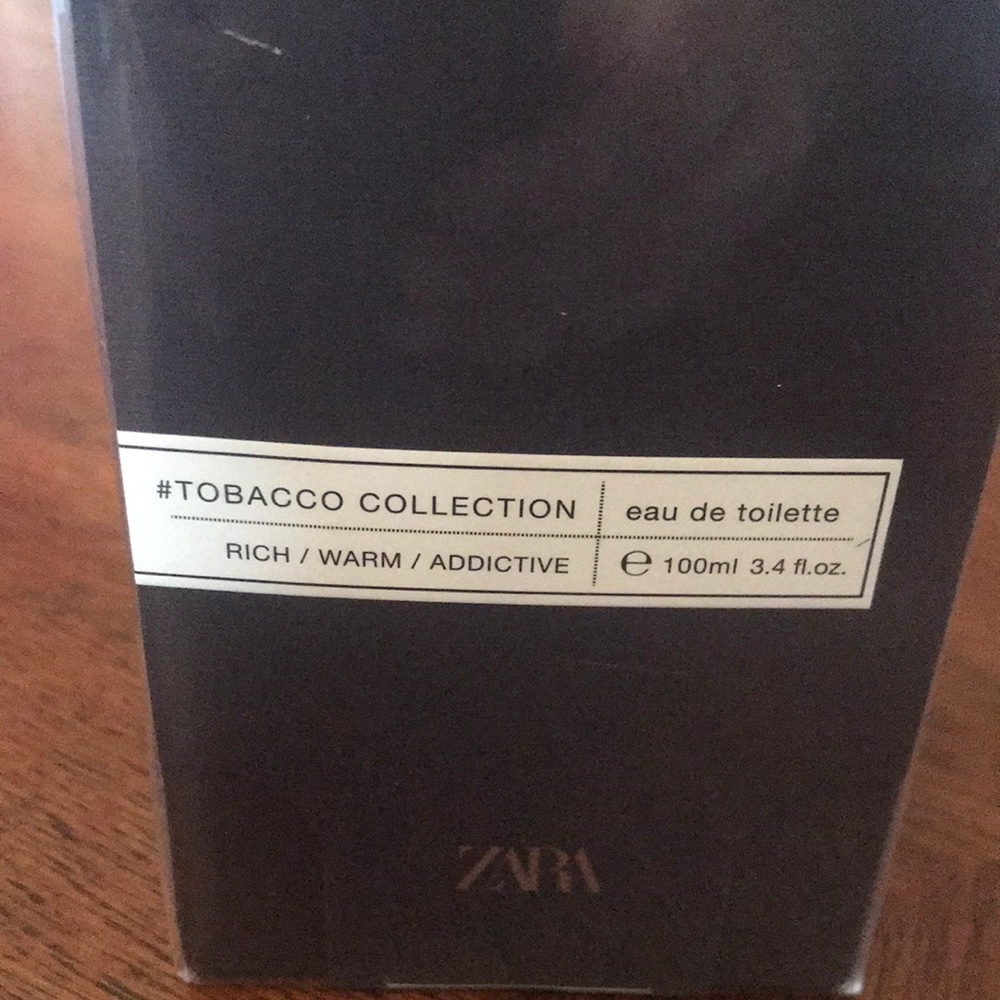 #TOBACCO COLLECTION
eau de toilette
RICH / WARM / ADDICTIVE
℮ 100ml 3.4 fl.oz.
ZARA